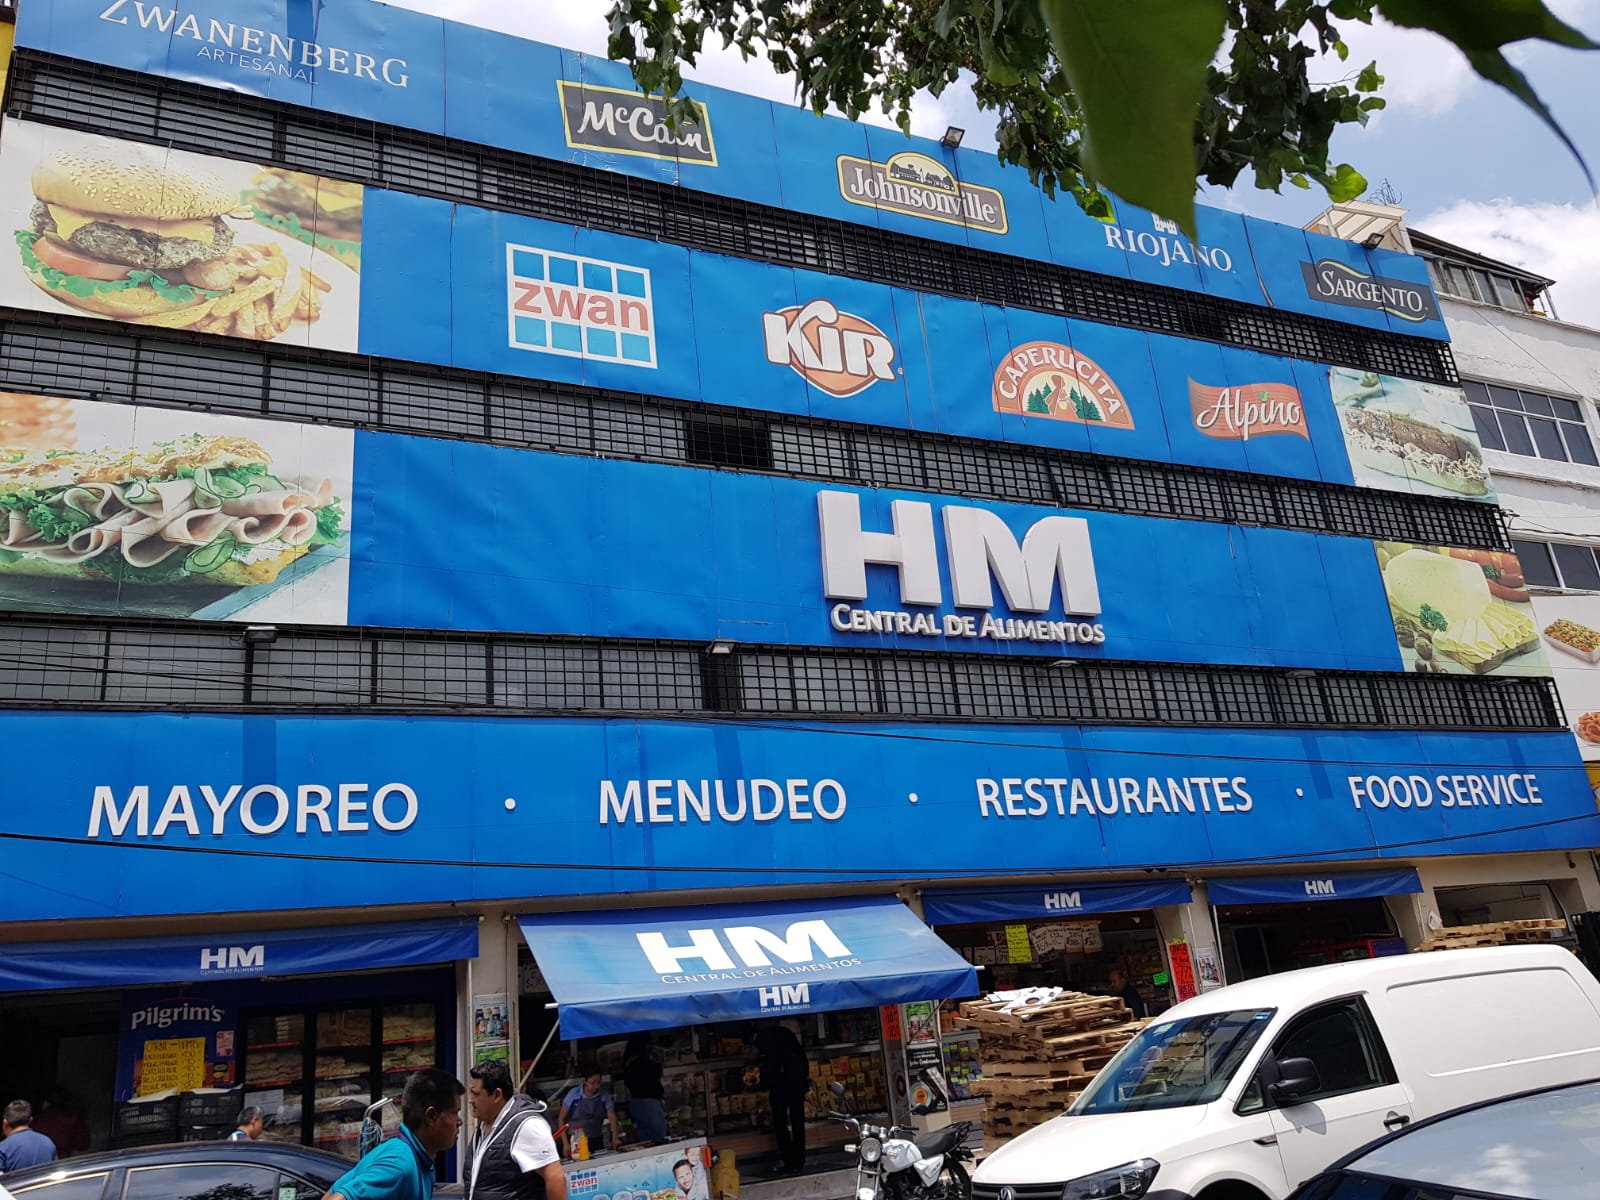 ZWANENBERG
ARTESANAL
McCain
Johnsonville
RIOJANO
SARGENTO
zwan
KiR
CAPERUCITA
Alpino
HM
CENTRAL DE ALIMENTOS
MAYOREO · MENUDEO · RESTAURANTES · FOOD SERVICE
HM
CENTRAL DE ALIMENTOS
HM
CENTRAL DE ALIMENTOS
HM
CENTRAL DE ALIMENTOS
HM
HM
Pilgrim's
zwan